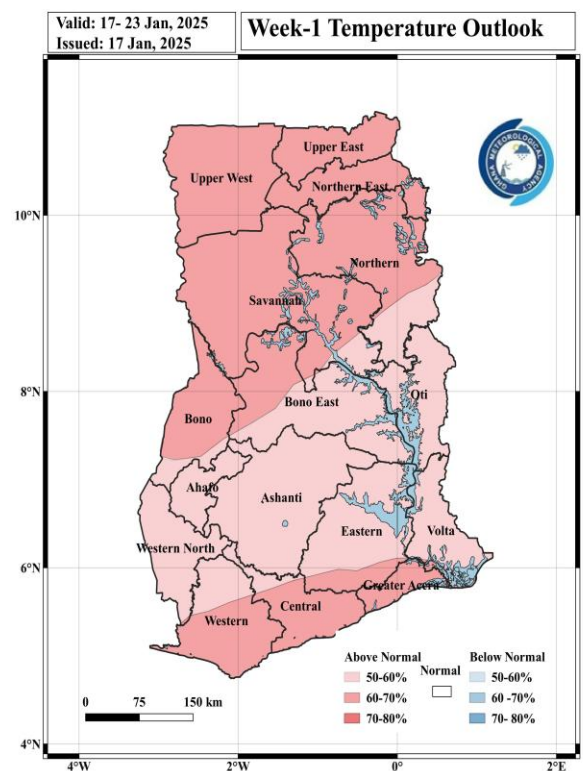 Valid: 17- 23 Jan, 2025
Issued: 17 Jan, 2025
Week-1 Temperature Outlook
Upper East
Upper West
Northern East
GHANA METEOROLOGICAL AGENCY
10°N
Northern
Savannah
8°N
Bono East
Oti
Bono
Ahafo
Ashanti
Western North
Eastern
Volta
6°N
Greater Accra
Central
Western
Above Normal
Normal
Below Normal
50-60%
50-60%
60-70%
60 -70%
70-80%
70- 80%
0 75 150 km
4°N
4°W
2°W
0°
2°E